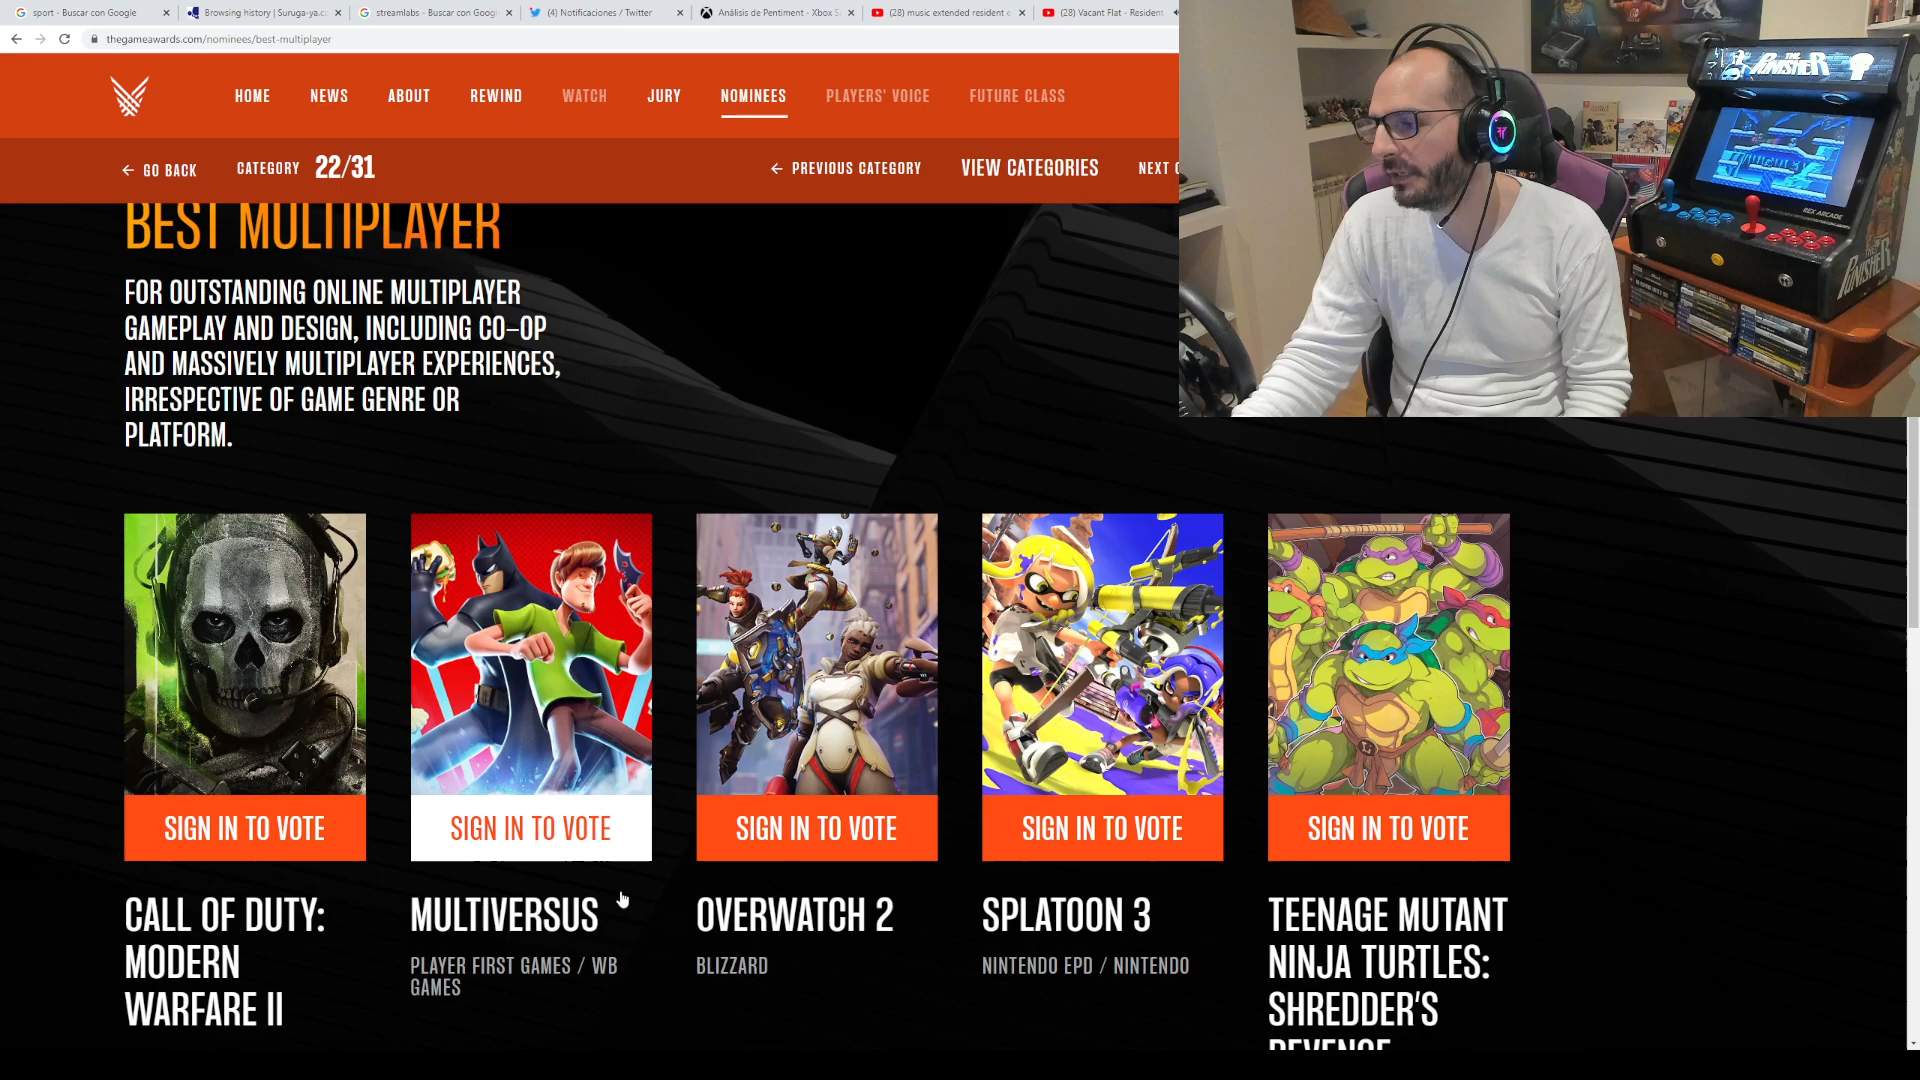 sport - Buscar con Google
Browsing history | Suruga-ya.c
streamlabs - Buscar con Googl
(4) Notificaciones / Twitter
Análisis de Pentiment - Xbox S
(28) music extended resident e
(28) Vacant Flat - Resident
thegameawards.com/nominees/best-multiplayer
HOME
NEWS
ABOUT
REWIND
WATCH
JURY
NOMINEES
PLAYERS' VOICE
FUTURE CLASS
GO BACK
CATEGORY 22/31
PREVIOUS CATEGORY
VIEW CATEGORIES
NEXT C
BEST MULTIPLAYER
FOR OUTSTANDING ONLINE MULTIPLAYER
GAMEPLAY AND DESIGN, INCLUDING CO–OP
AND MASSIVELY MULTIPLAYER EXPERIENCES,
IRRESPECTIVE OF GAME GENRE OR
PLATFORM.
SIGN IN TO VOTE
SIGN IN TO VOTE
SIGN IN TO VOTE
SIGN IN TO VOTE
SIGN IN TO VOTE
CALL OF DUTY:
MODERN
WARFARE II
MULTIVERSUS
PLAYER FIRST GAMES / WB
GAMES
OVERWATCH 2
BLIZZARD
SPLATOON 3
NINTENDO EPD / NINTENDO
TEENAGE MUTANT
NINJA TURTLES:
SHREDDER'S
REVENGE
THE PUNISHER
REX ARCADE
THE PUNISHER